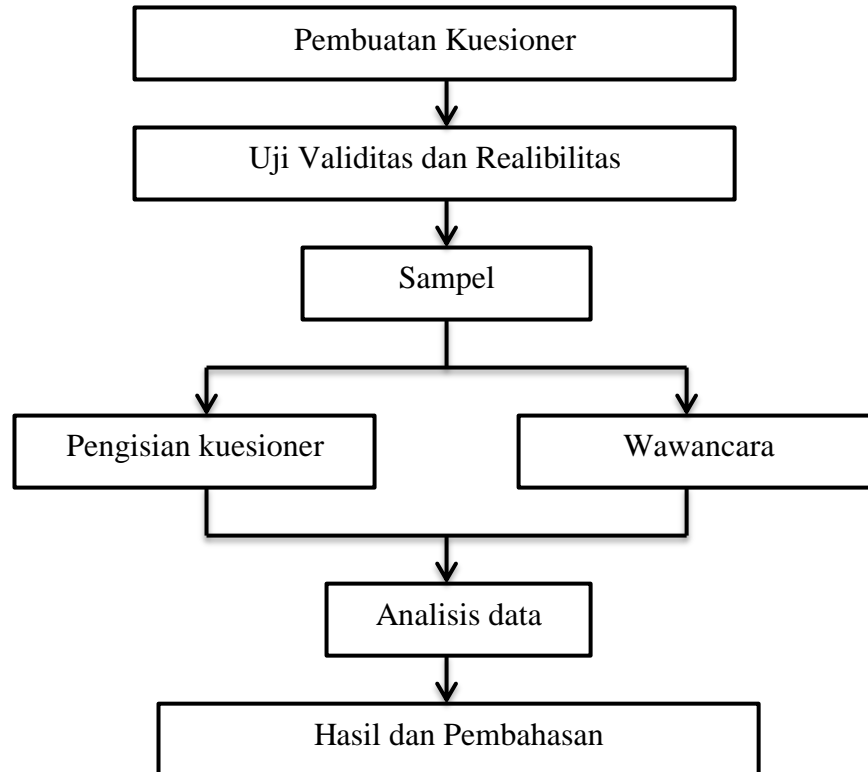 Pembuatan Kuesioner
Uji Validitas dan Realibilitas
Sampel
Pengisian kuesioner
Wawancara
Analisis data
Hasil dan Pembahasan